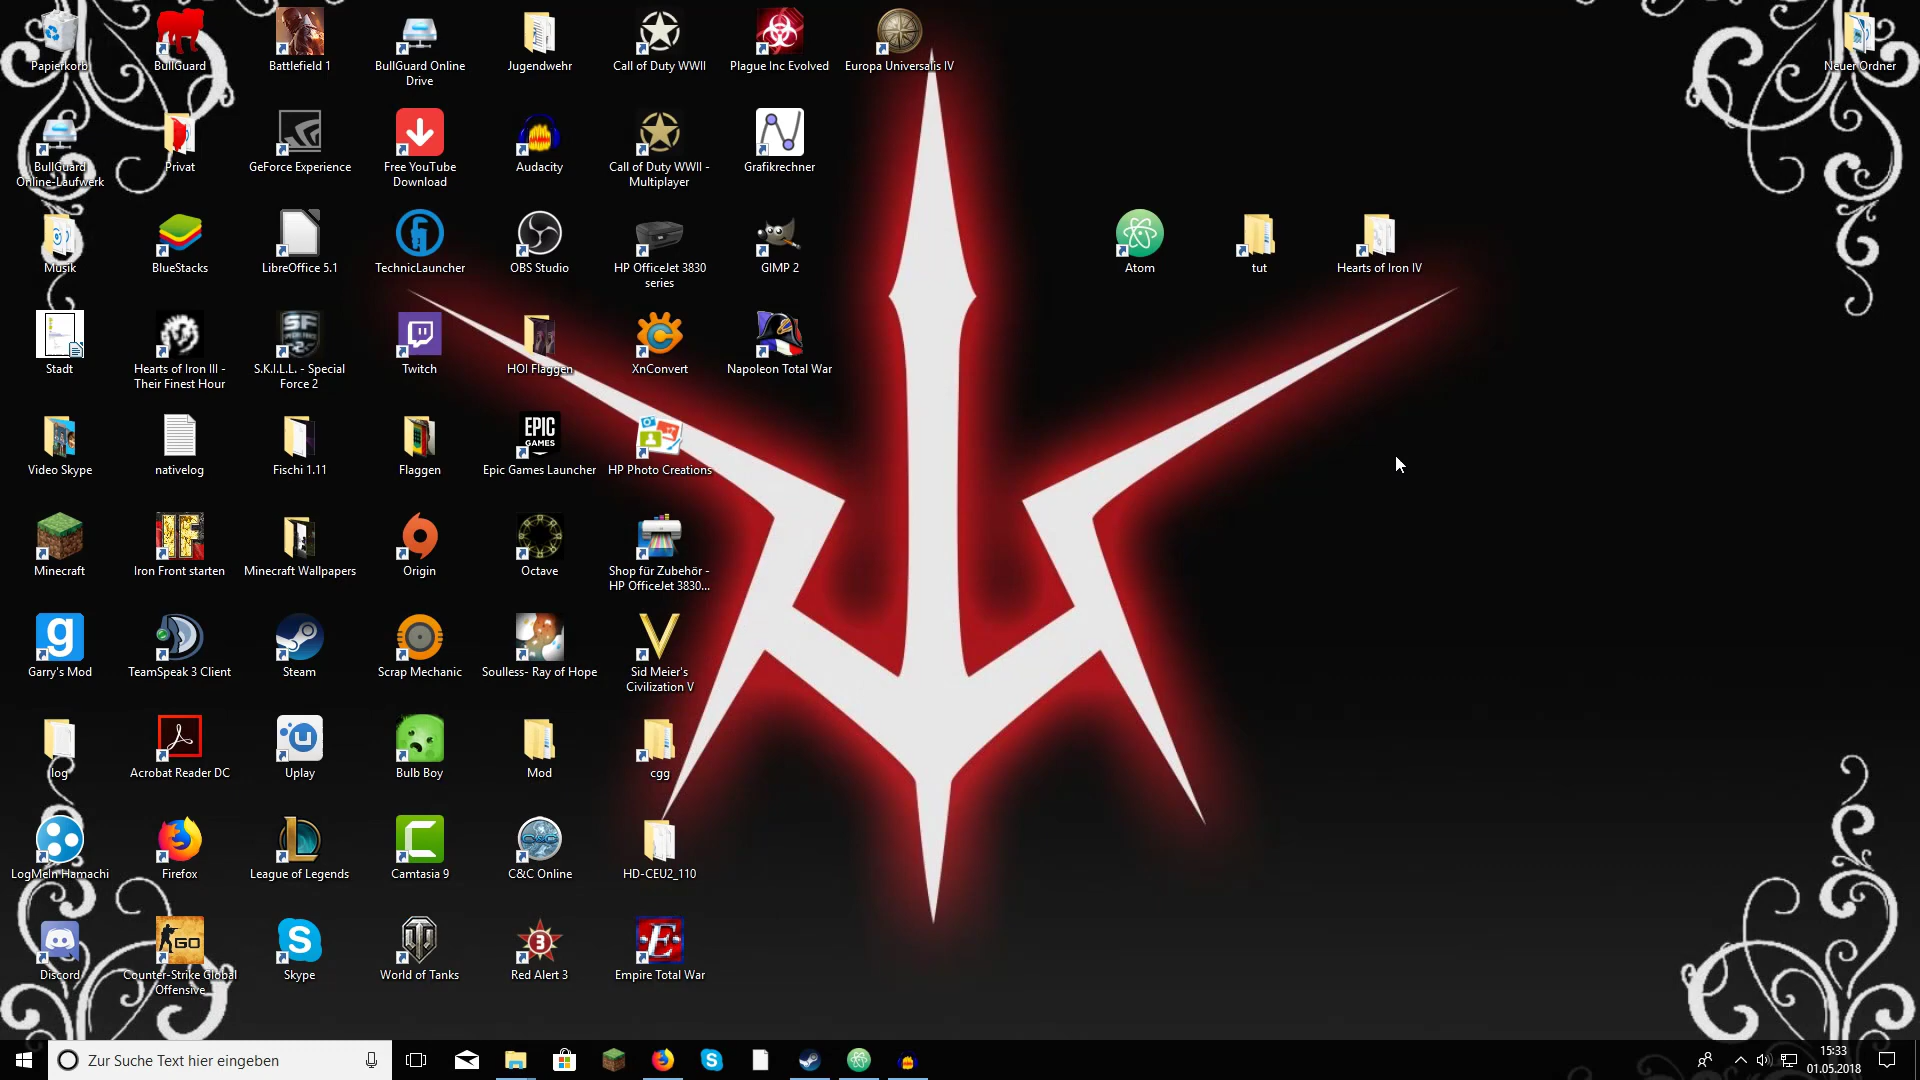 Papierkorb
BullGuard
Battlefield 1
BullGuard Online
Drive
Jugendwehr
Call of Duty WWII
Plague Inc Evolved
Europa Universalis IV
Neuer Ordner
BullGuard
Online-Laufwerk
Privat
GeForce Experience
Free YouTube
Download
Audacity
Call of Duty WWII -
Multiplayer
Grafikrechner
Musik
BlueStacks
LibreOffice 5.1
TechnicLauncher
OBS Studio
HP OfficeJet 3830
series
GIMP 2
Atom
tut
Hearts of Iron IV
Stadt
Hearts of Iron III -
Their Finest Hour
SF
S.K.I.L.L. - Special
Force 2
Twitch
HOI Flaggen
XnConvert
Napoleon Total War
Video Skype
nativelog
Fischi 1.11
Flaggen
EPIC
GAMES
Epic Games Launcher
HP Photo Creations
Minecraft
IF
Iron Front starten
Minecraft Wallpapers
Origin
Octave
Shop für Zubehör -
HP OfficeJet 3830...
g
Garry's Mod
TeamSpeak 3 Client
Steam
Scrap Mechanic
Soulless- Ray of Hope
Sid Meier's
Civilization V
log
Acrobat Reader DC
Uplay
Bulb Boy
Mod
cgg
LogMeIn Hamachi
Firefox
L
League of Legends
C
Camtasia 9
C&C
C&C Online
HD-CEU2_110
Discord
GO
Counter-Strike Global
Offensive
S
Skype
World of Tanks
3
Red Alert 3
E
Empire Total War
Zur Suche Text hier eingeben
15:33
01.05.2018